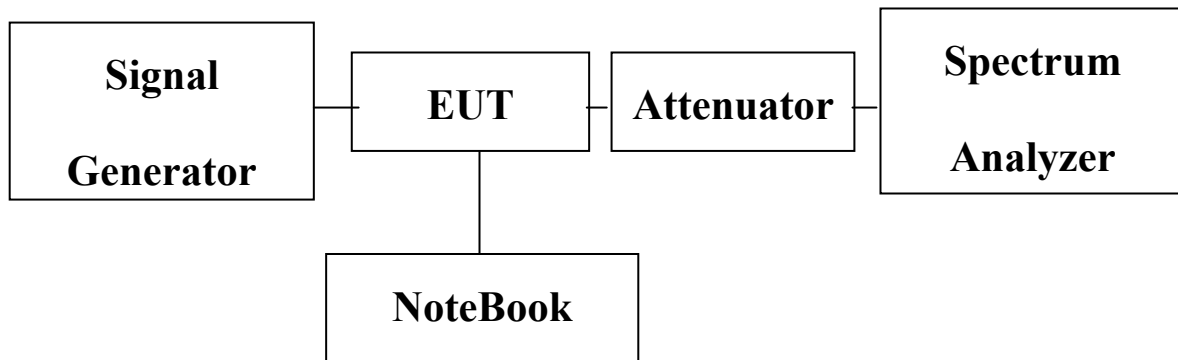 Signal
Generator
EUT
Attenuator
Spectrum
Analyzer
NoteBook